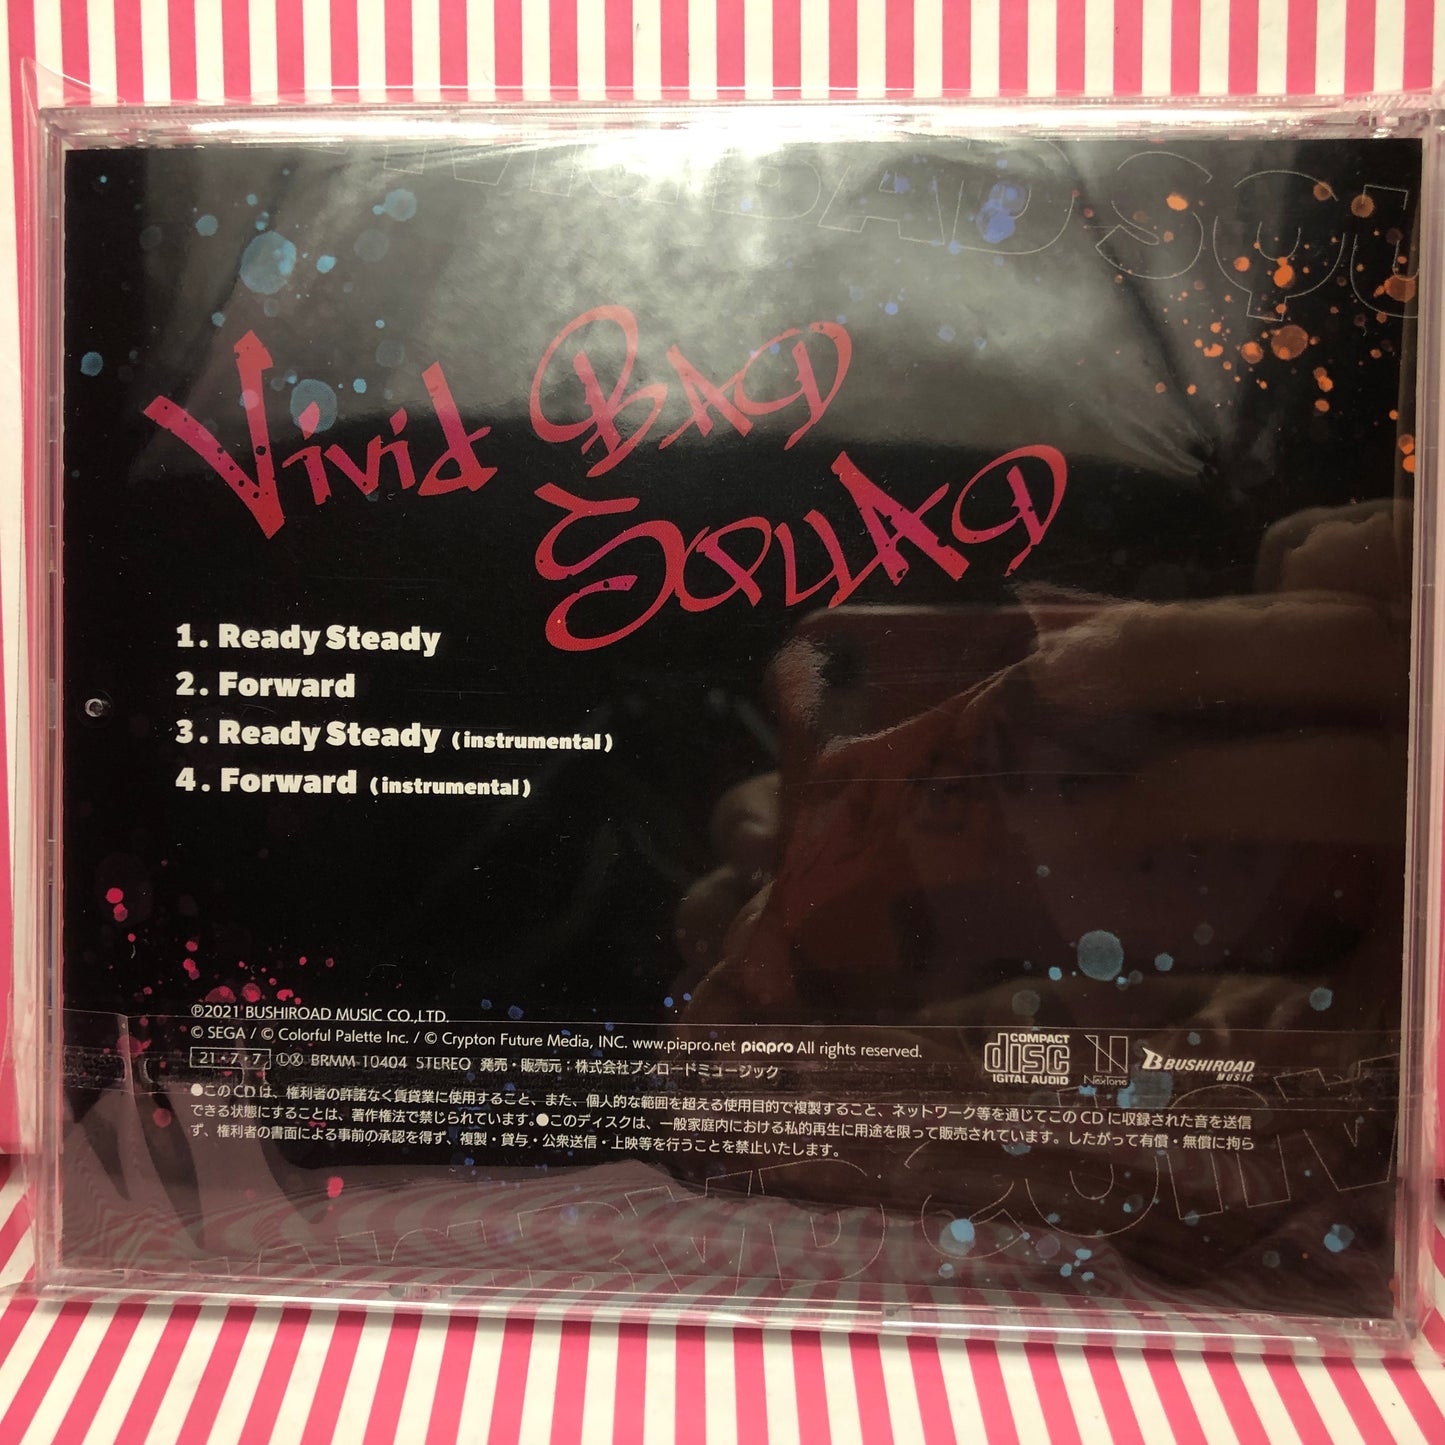 VIVID BAD SQU
Vivid BAD
SQUAD
1. Ready Steady
2. Forward
3. Ready Steady (instrumental)
4. Forward (instrumental)
℗2021 BUSHIROAD MUSIC CO.,LTD.
© SEGA / © Colorful Palette Inc. / © Crypton Future Media, INC. www.piapro.net piapro All rights reserved.
21・7・7 ⓁⓍ BRMM 10404 STEREO 発売・販売元：株式会社ブシロードミュージック
COMPACT
disc
DIGITAL AUDIO
NexTone
BUSHIROAD
MUSIC
●このCDは、権利者の許諾なく賃貸業に使用すること、また、個人的な範囲を超える使用目的で複製すること、ネットワーク等を通じてこのCDに収録された音を送信
できる状態にすることは、著作権法で禁じられています。●このディスクは、一般家庭内における私的再生に用途を限って販売されています。したがって有償・無償に拘ら
ず、権利者の書面による事前の承認を得ず、複製・貸与・公衆送信・上映等を行うことを禁止いたします。